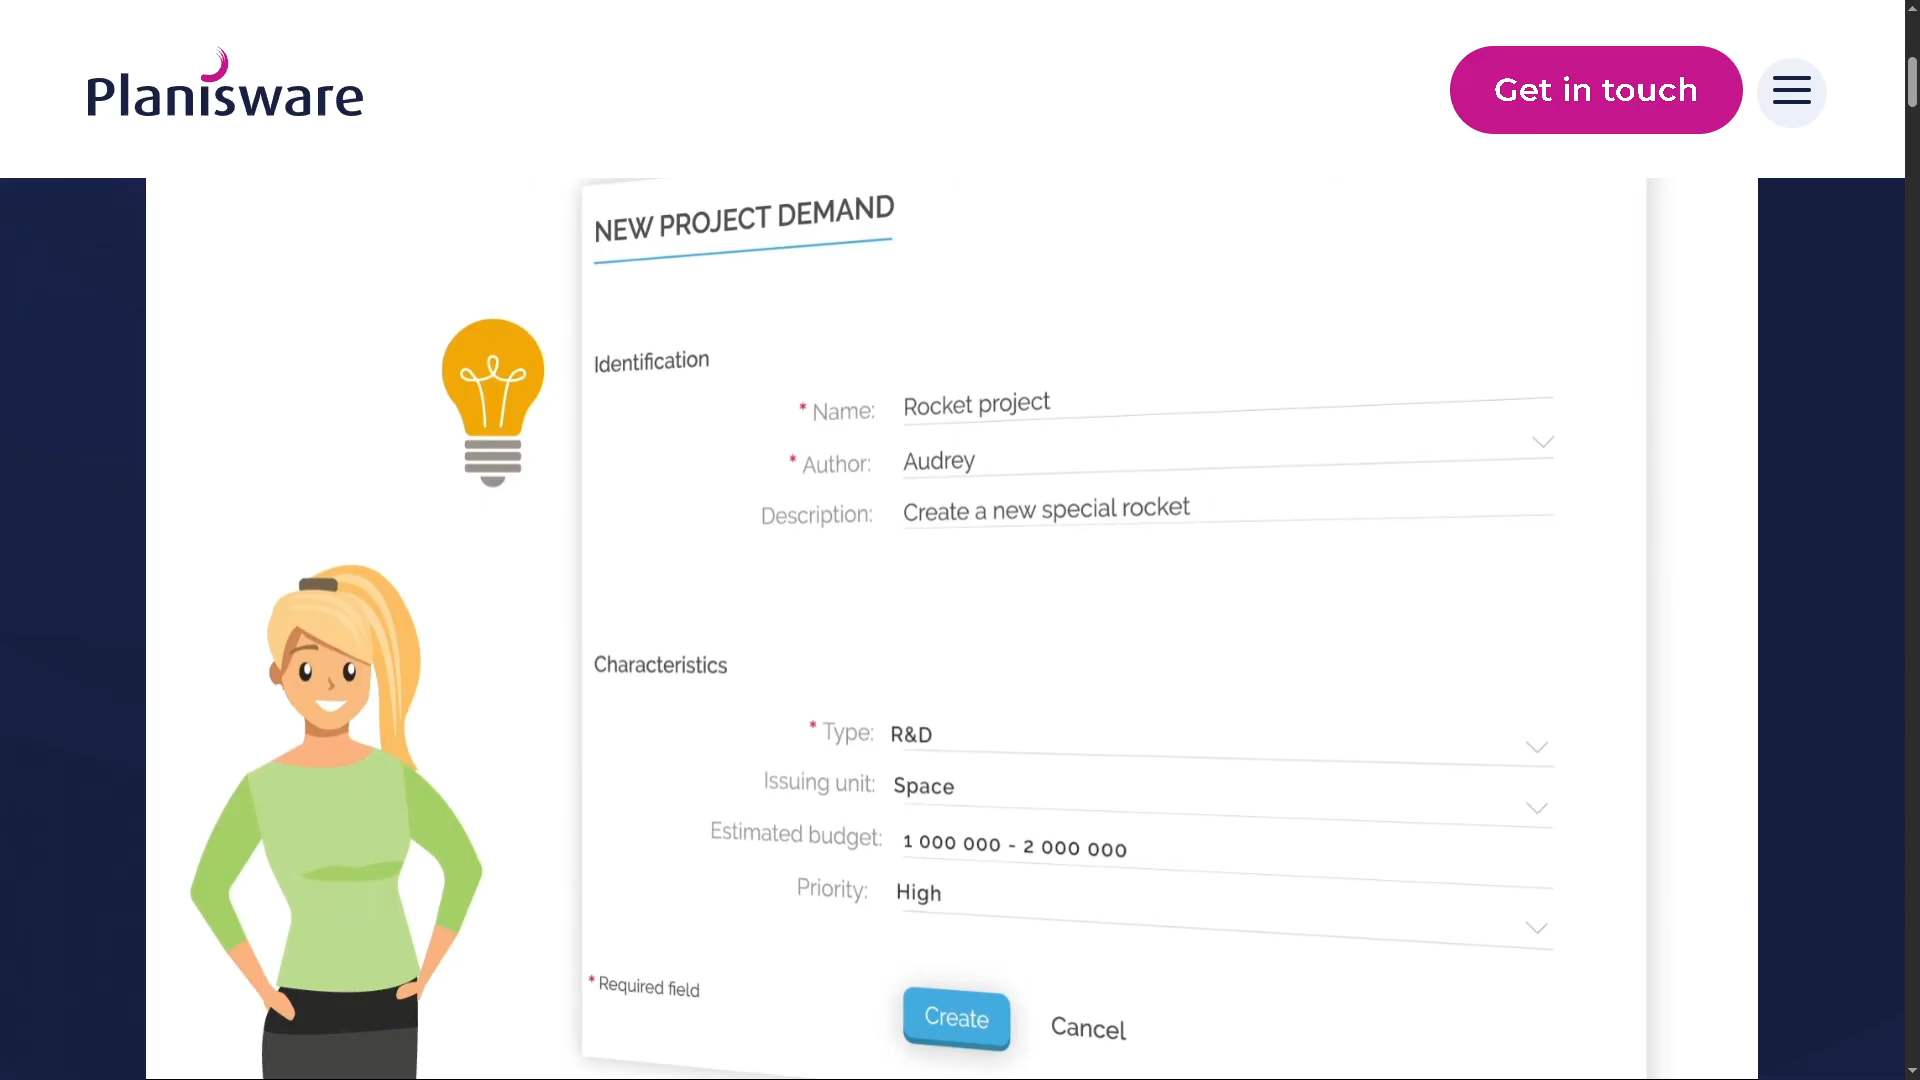 Planisware
Get in touch
NEW PROJECT DEMAND
Identification
* Name: Rocket project
* Author: Audrey
Description: Create a new special rocket
Characteristics
* Type: R&D
Issuing unit: Space
Estimated budget: 1 000 000 - 2 000 000
Priority: High
* Required field
Create Cancel